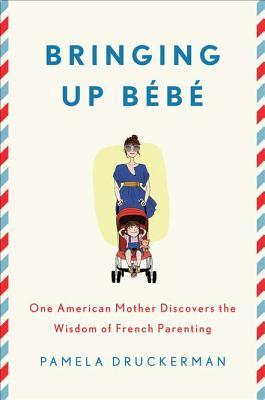 BRINGING
UP BÉBÉ
One American Mother Discovers the
Wisdom of French Parenting
PAMELA DRUCKERMAN